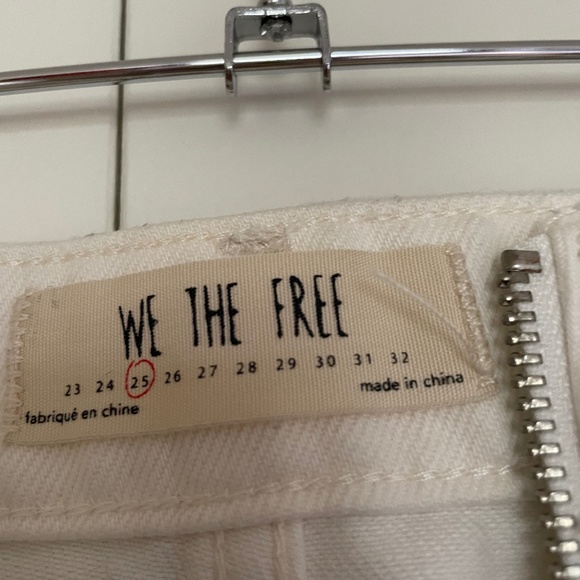 WE THE FREE
23 24 25 26 27 28 29 30 31 32
fabriqué en chine made in china